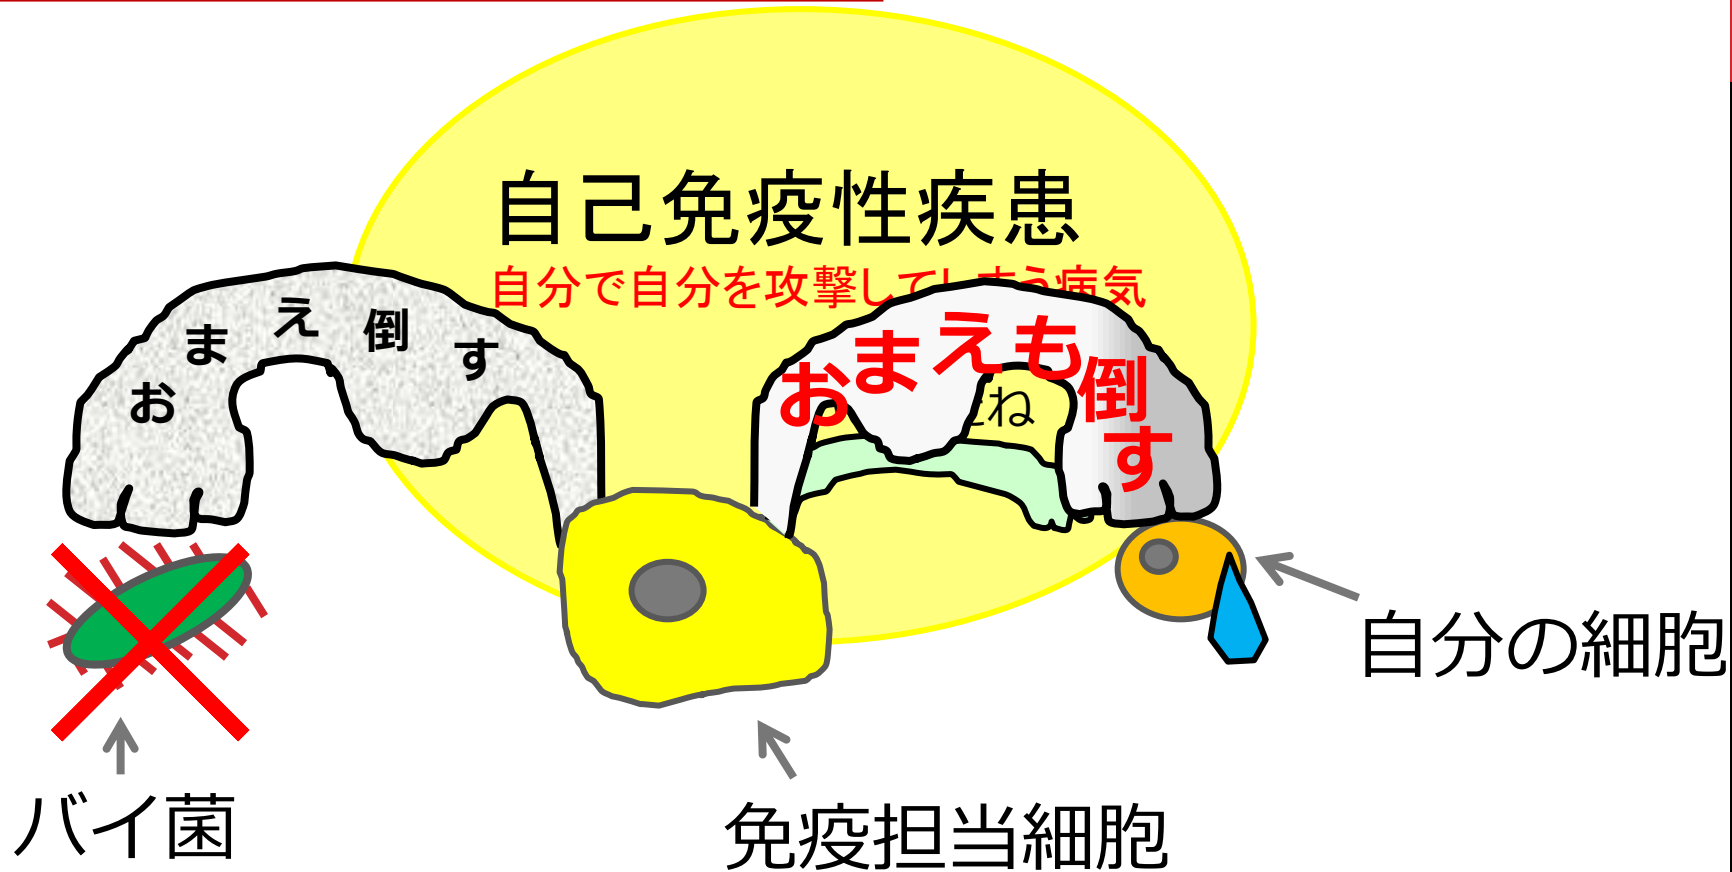 自己免疫性疾患
自分で自分を攻撃してしまう病気
おまえ倒す
おまえも倒す
ね
自分の細胞
バイ菌
免疫担当細胞